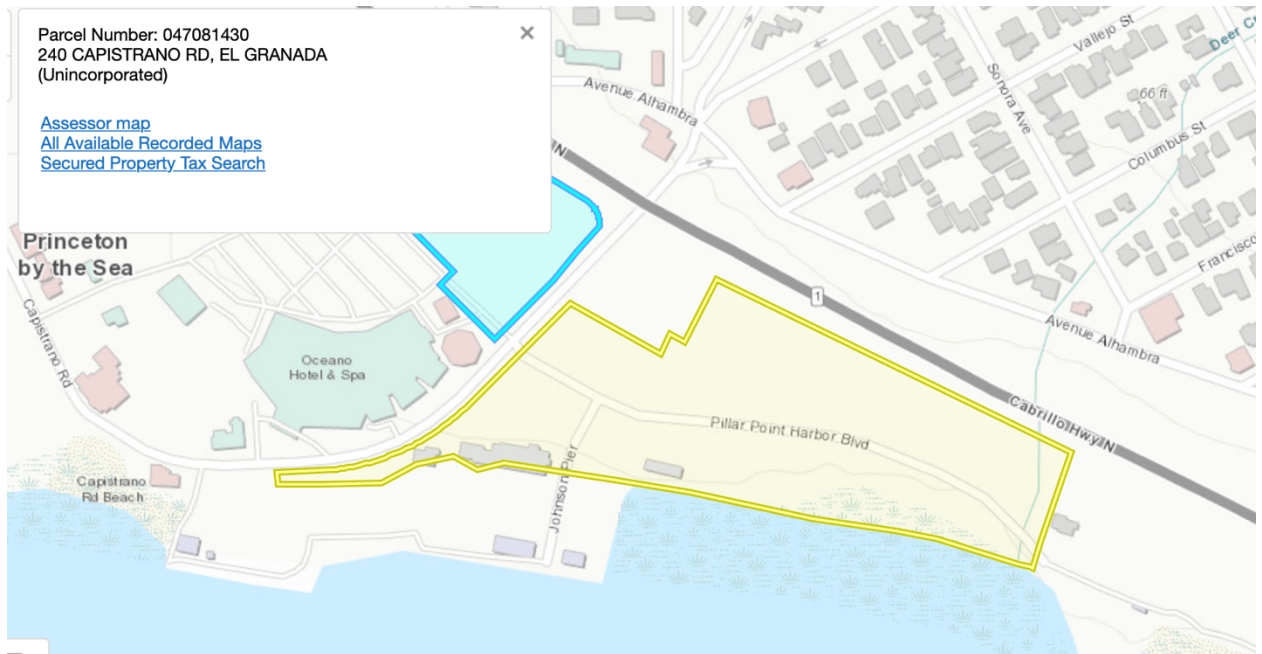 Parcel Number: 047081430
240 CAPISTRANO RD, EL GRANADA
(Unincorporated)
Assessor map
All Available Recorded Maps
Secured Property Tax Search
Vallejo St
Deer Cr
Avenue Alhambra
Sonora Ave
66 ft
Columbus St
N
Princeton
by the Sea
Francisco
1
Capistrano Rd
Avenue Alhambra
Oceano
Hotel & Spa
Cabrillo Hwy N
Pillar Point Harbor Blvd
Johnson Pier
Capistrano
Rd Beach